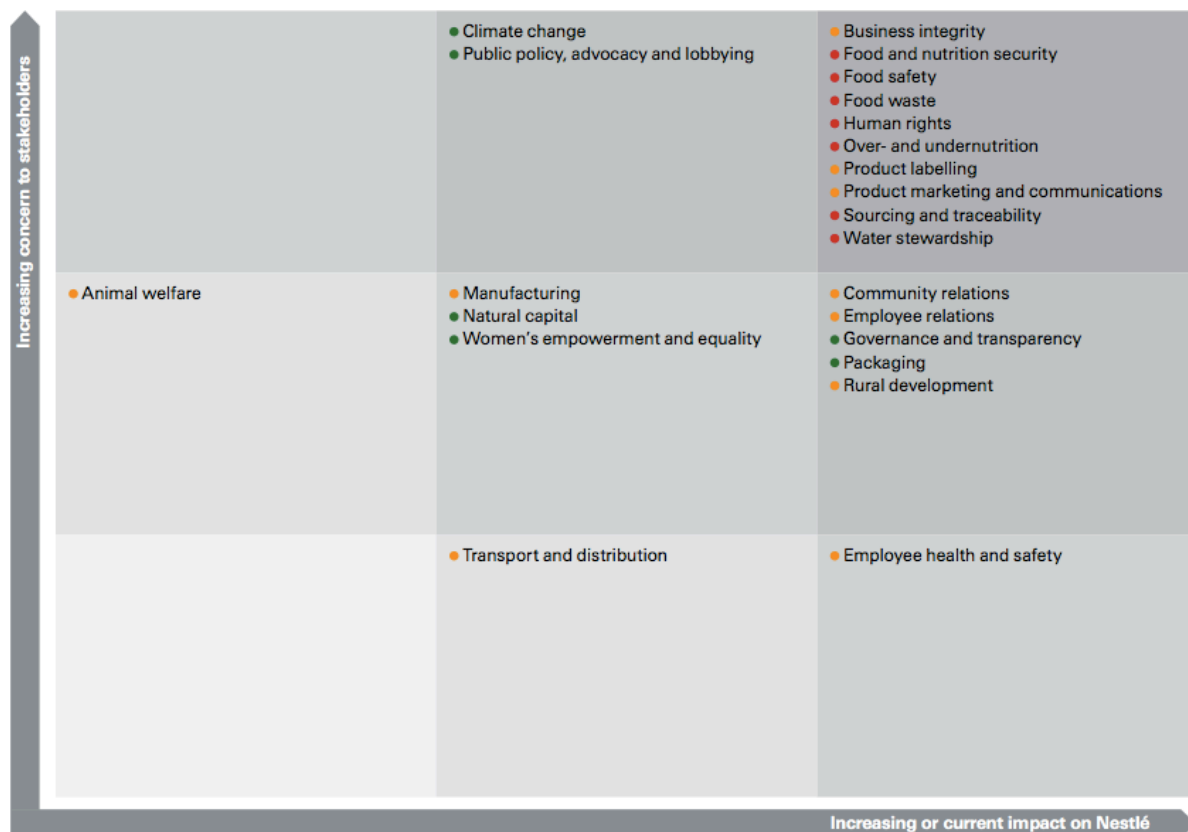 Increasing concern to stakeholders
Climate change
Public policy, advocacy and lobbying
Business integrity
Food and nutrition security
Food safety
Food waste
Human rights
Over- and undernutrition
Product labelling
Product marketing and communications
Sourcing and traceability
Water stewardship
Animal welfare
Manufacturing
Natural capital
Women’s empowerment and equality
Community relations
Employee relations
Governance and transparency
Packaging
Rural development
Transport and distribution
Employee health and safety
Increasing or current impact on Nestlé